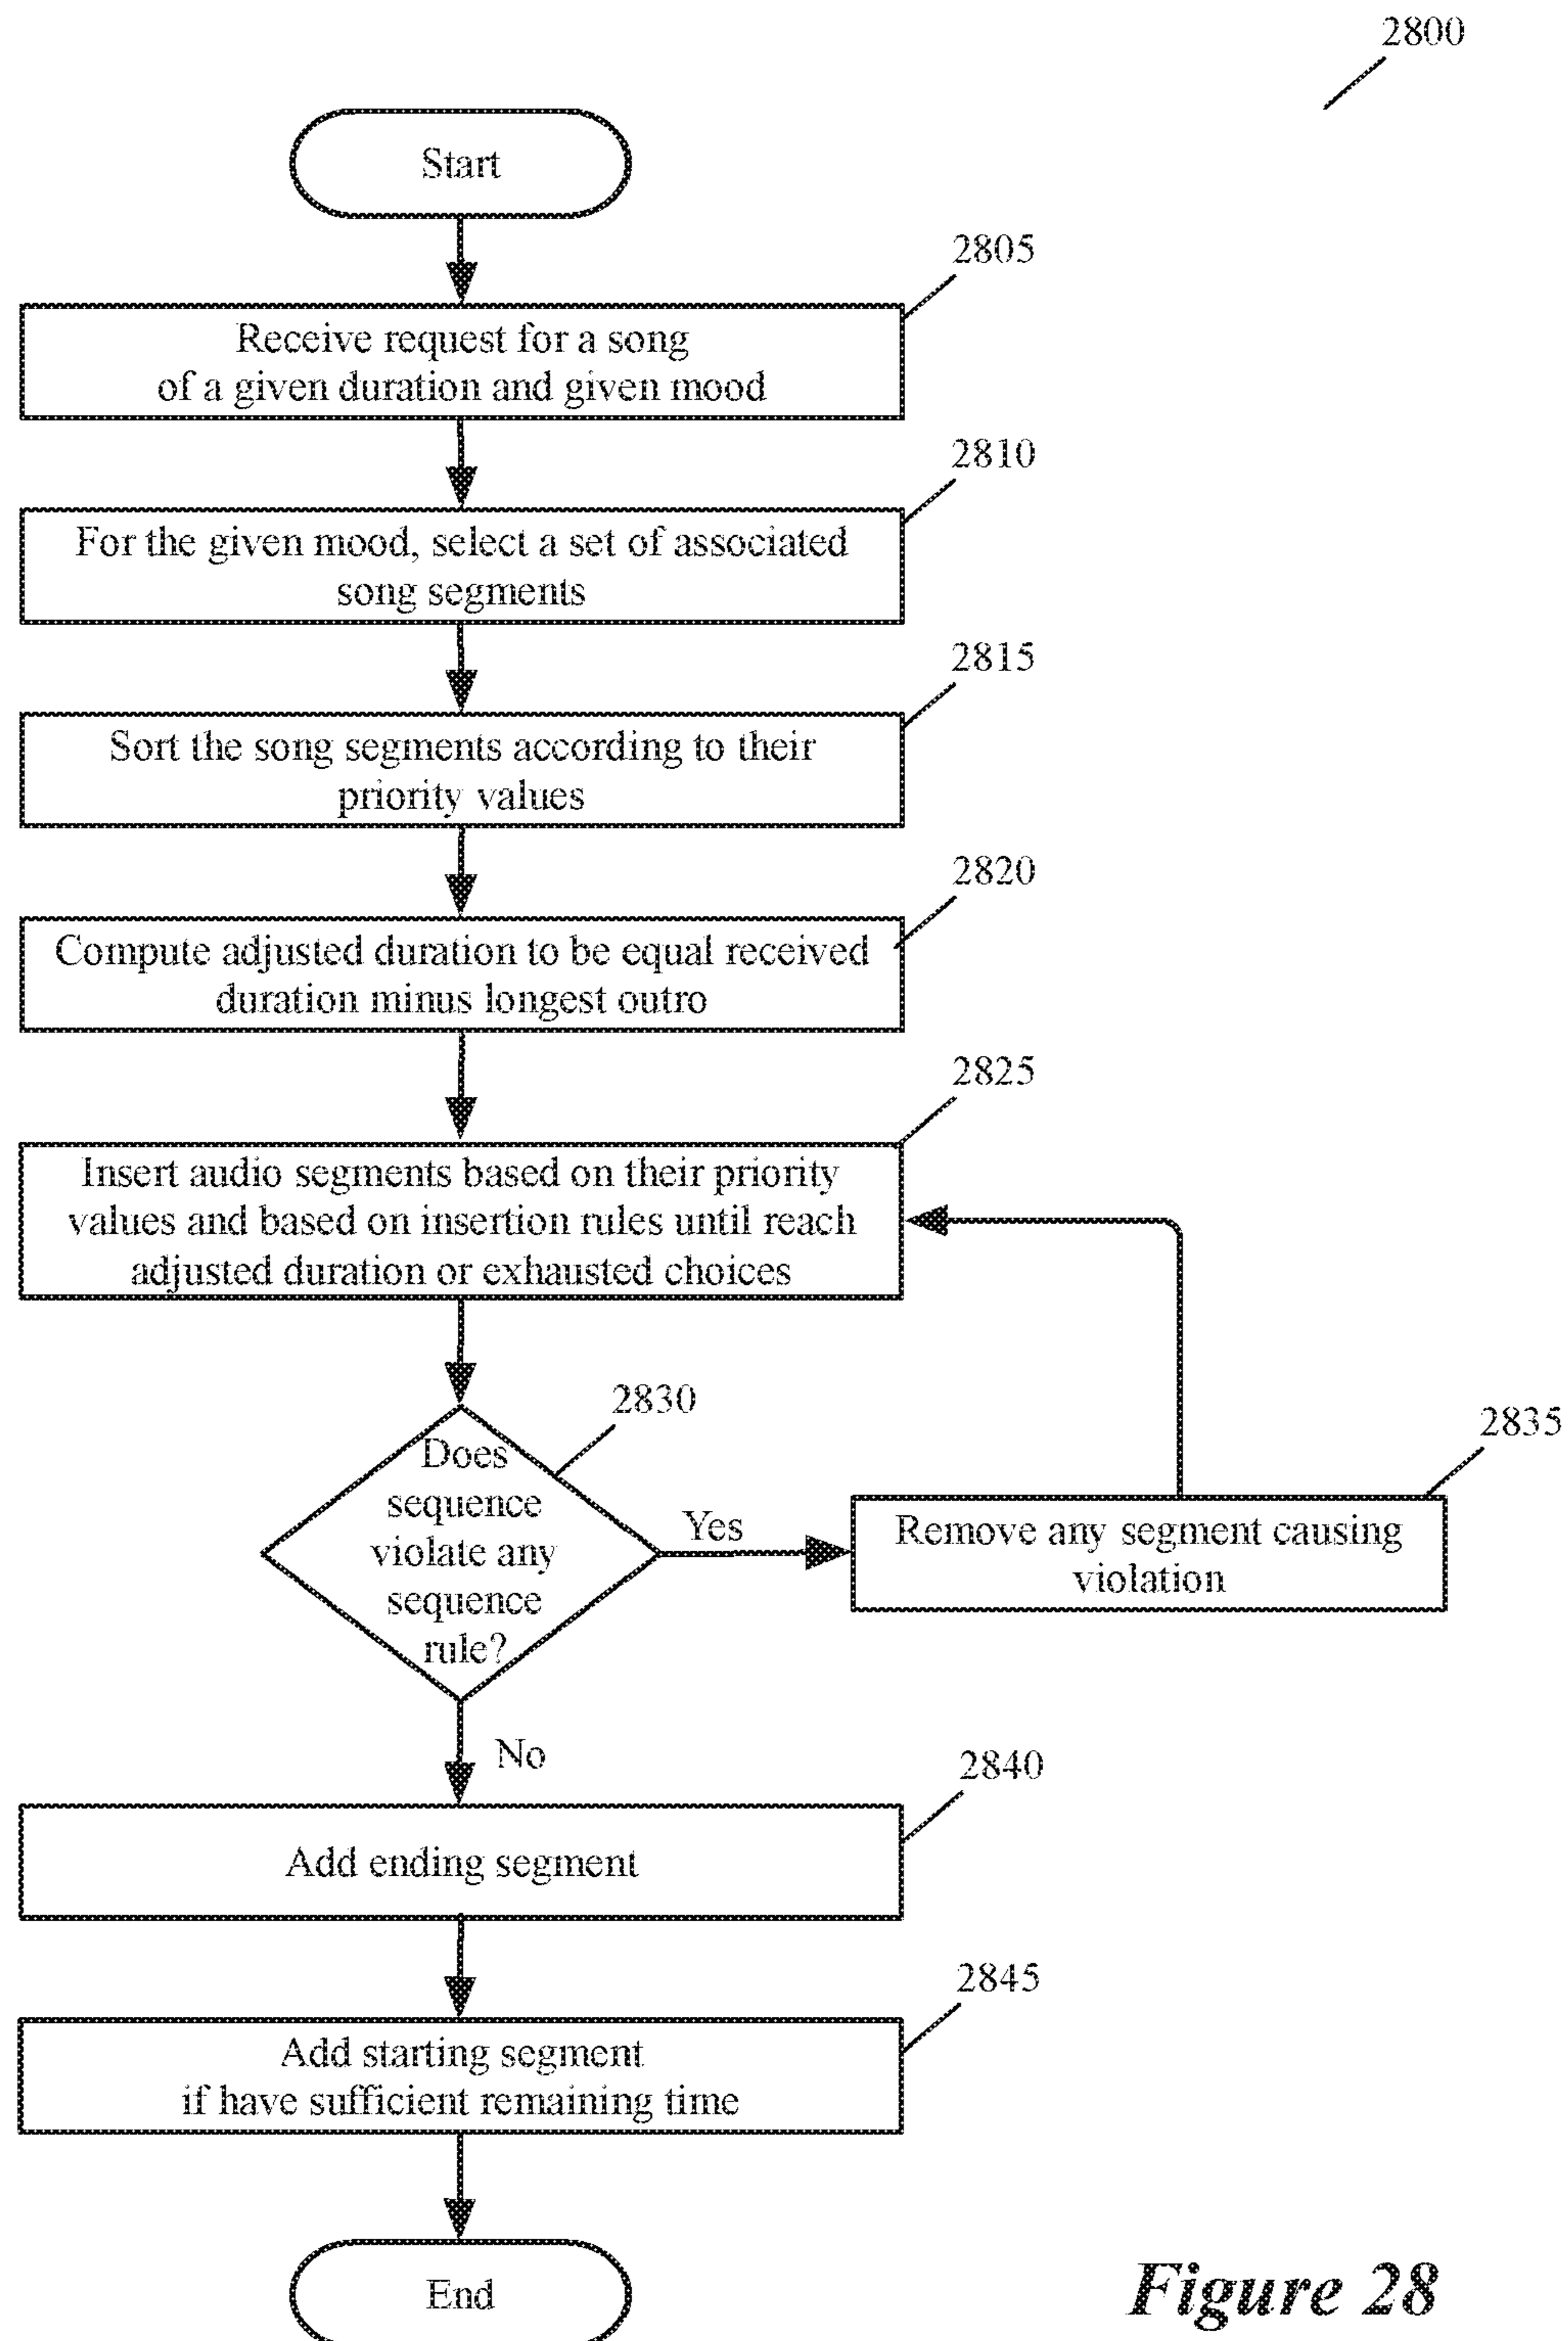 2800
Start
2805
Receive request for a song
of a given duration and given mood
2810
For the given mood, select a set of associated
song segments
2815
Sort the song segments according to their
priority values
2820
Compute adjusted duration to be equal received
duration minus longest outro
2825
Insert audio segments based on their priority
values and based on insertion rules until reach
adjusted duration or exhausted choices
2830
Does
sequence
violate any
sequence
rule?
Yes
2835
Remove any segment causing
violation
No
2840
Add ending segment
2845
Add starting segment
if have sufficient remaining time
End
Figure 28